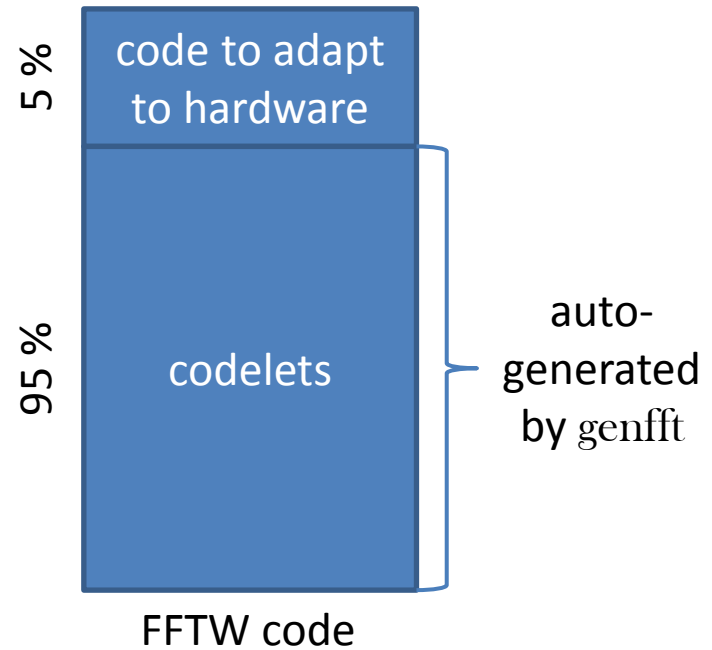 5 %
code to adapt
to hardware
95 %
codelets
auto-
generated
by genfft
FFTW code